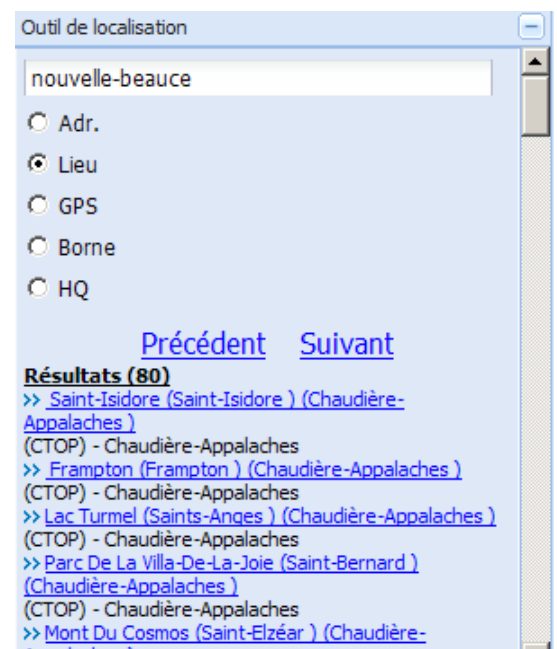 Outil de localisation
nouvelle-beauce
Adr.
Lieu
GPS
Borne
HQ
Précédent Suivant
Résultats (80)
>> Saint-Isidore (Saint-Isidore ) (Chaudière-
Appalaches )
(CTOP) - Chaudière-Appalaches
>> Frampton (Frampton ) (Chaudière-Appalaches )
(CTOP) - Chaudière-Appalaches
>> Lac Turmel (Saints-Anges ) (Chaudière-Appalaches )
(CTOP) - Chaudière-Appalaches
>> Parc De La Villa-De-La-Joie (Saint-Bernard )
(Chaudière-Appalaches )
(CTOP) - Chaudière-Appalaches
>> Mont Du Cosmos (Saint-Elzéar ) (Chaudière-